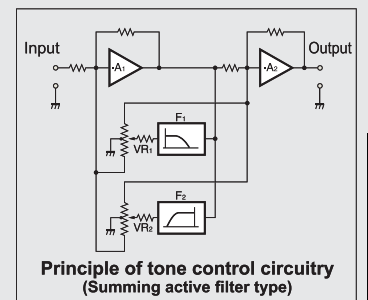 Input
Output
·A₁
·A₂
F₁
VR₁
F₂
VR₂
Principle of tone control circuitry
(Summing active filter type)